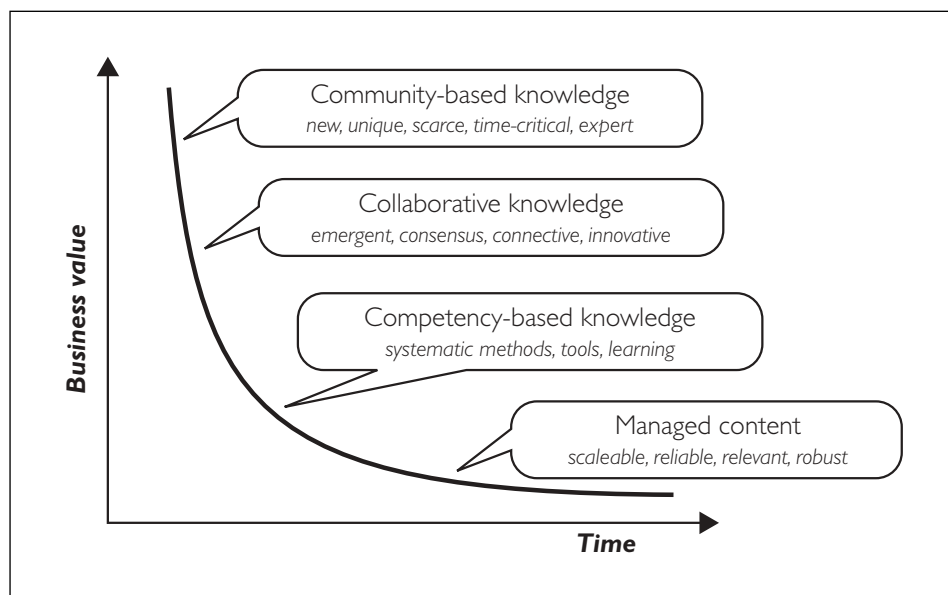 Community-based knowledge
new, unique, scarce, time-critical, expert
Collaborative knowledge
emergent, consensus, connective, innovative
Competency-based knowledge
systematic methods, tools, learning
Managed content
scaleable, reliable, relevant, robust
Business value
Time